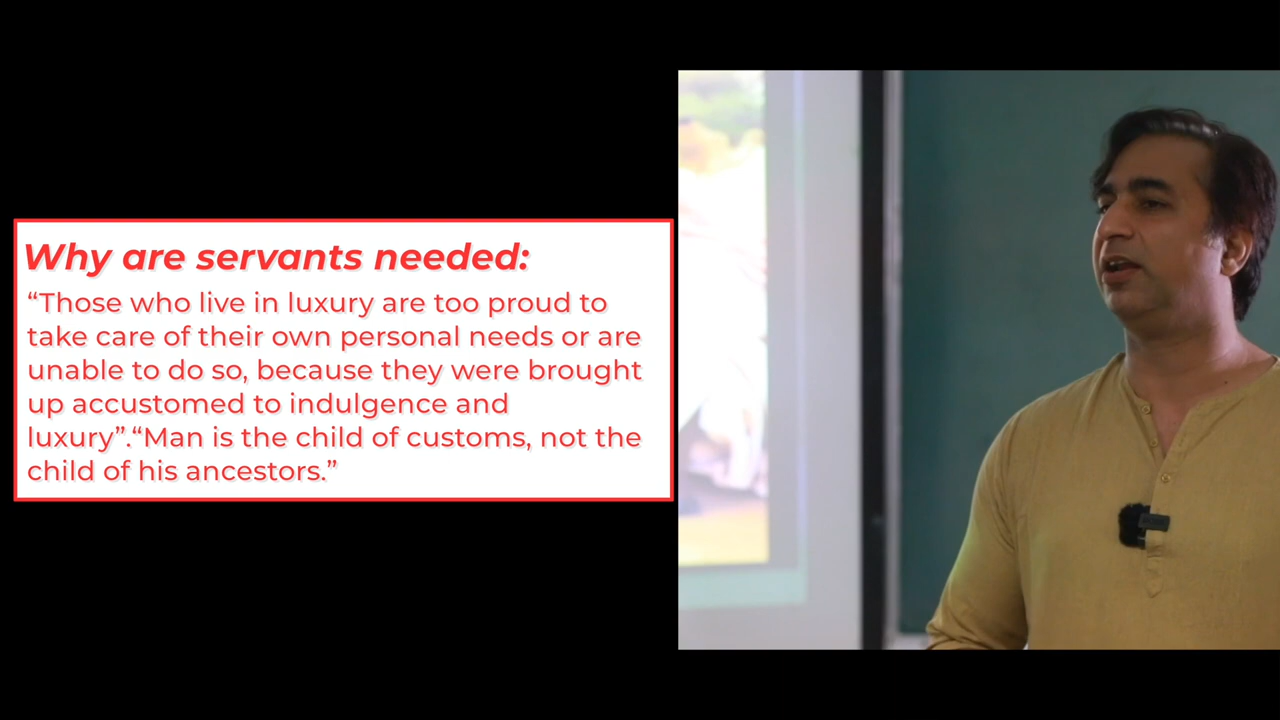 Why are servants needed:
“Those who live in luxury are too proud to
take care of their own personal needs or are
unable to do so, because they were brought
up accustomed to indulgence and
luxury”.“Man is the child of customs, not the
child of his ancestors.”